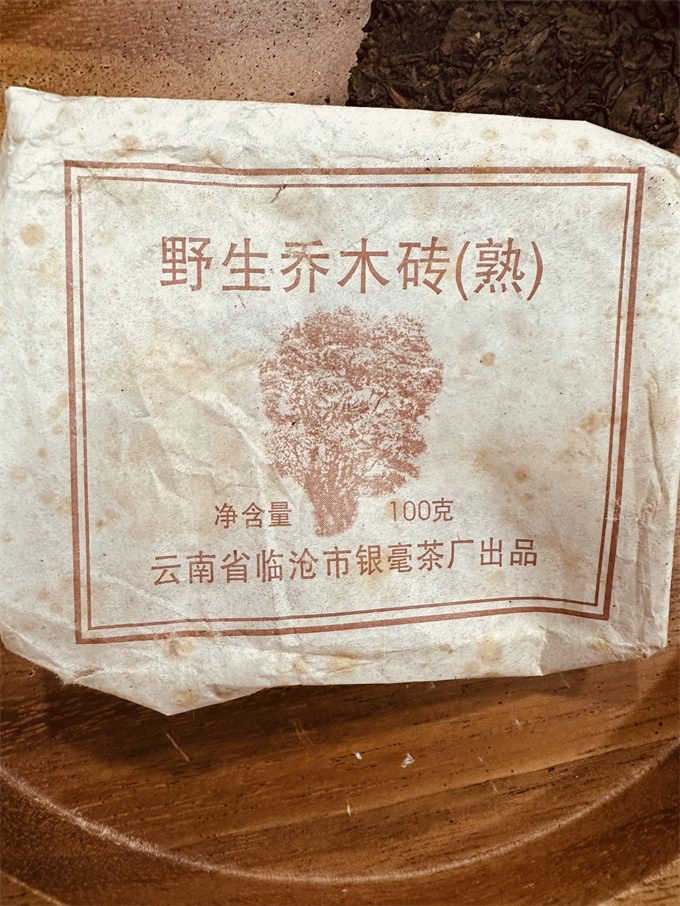 野生乔木砖(熟)
净含量 100克
云南省临沧市银毫茶厂出品